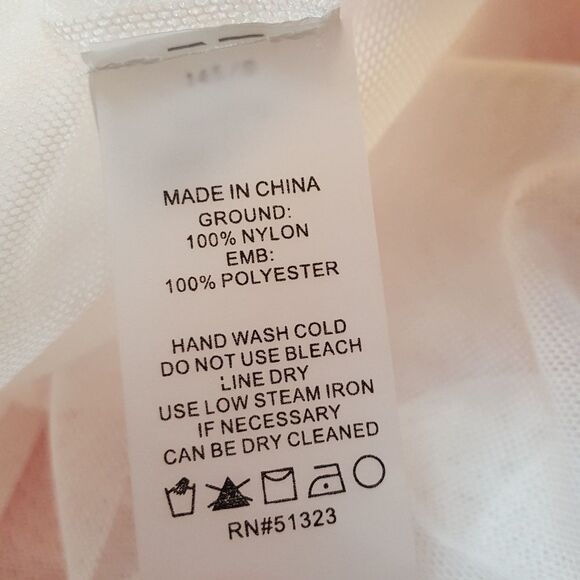 MADE IN CHINA
GROUND:
100% NYLON
EMB:
100% POLYESTER
HAND WASH COLD
DO NOT USE BLEACH
LINE DRY
USE LOW STEAM IRON
IF NECESSARY
CAN BE DRY CLEANED
RN#51323